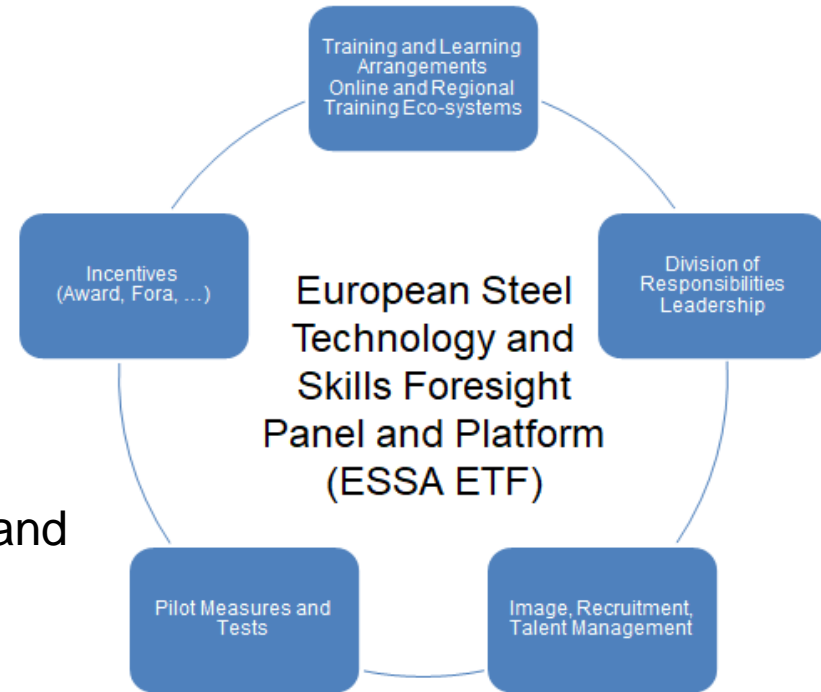 Training and Learning
Arrangements
Online and Regional
Training Eco-systems
Incentives
(Award, Fora, ...)
Division of
Responsibilities
Leadership
European Steel
Technology and
Skills Foresight
Panel and Platform
(ESSA ETF)
and
Pilot Measures and
Tests
Image, Recruitment,
Talent Management